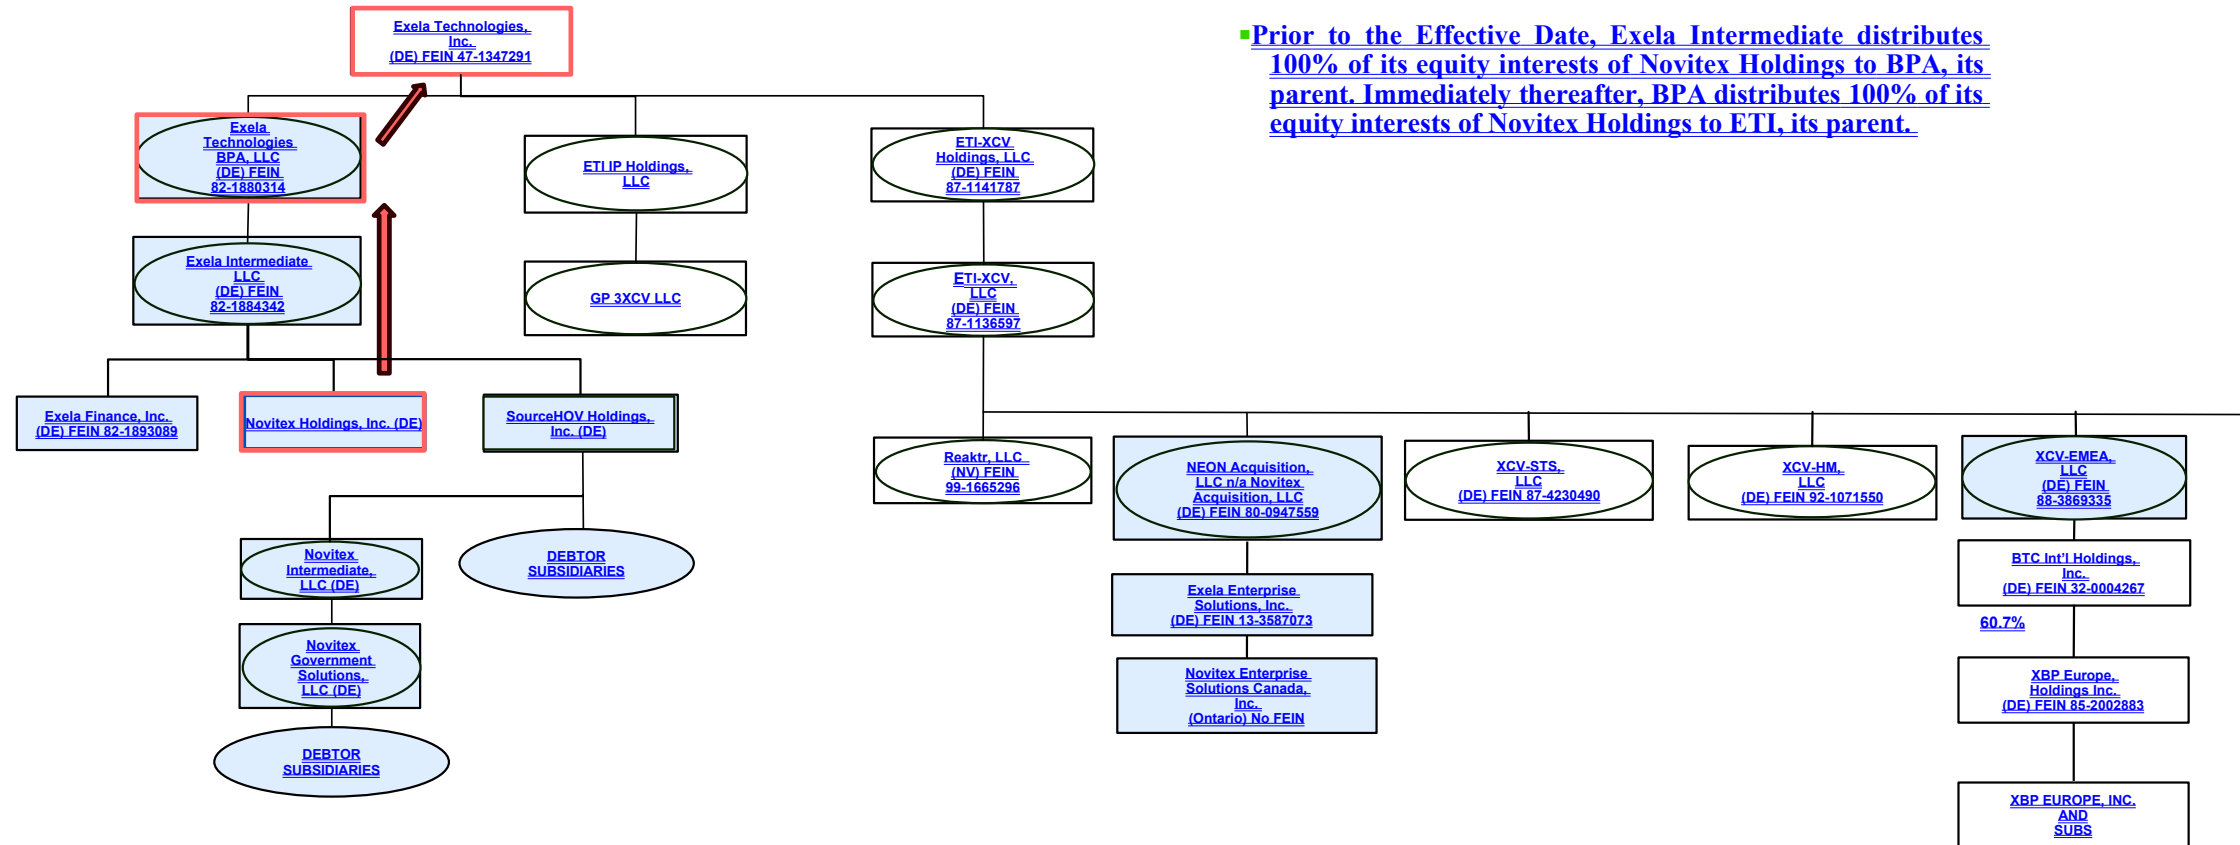 Exela Technologies,
Inc.
(DE) FEIN 47-1347291
Prior to the Effective Date, Exela Intermediate distributes
100% of its equity interests of Novitex Holdings to BPA, its
parent. Immediately thereafter, BPA distributes 100% of its
equity interests of Novitex Holdings to ETI, its parent.
Exela
Technologies
BPA, LLC
(DE) FEIN
82-1880314
ETI IP Holdings,
LLC
ETI-XCV
Holdings, LLC
(DE) FEIN
87-1141787
Exela Intermediate
LLC
(DE) FEIN
82-1884342
GP 3XCV LLC
ETI-XCV,
LLC
(DE) FEIN
87-1136597
Exela Finance, Inc.
(DE) FEIN 82-1893089
Novitex Holdings, Inc. (DE)
SourceHOV Holdings,
Inc. (DE)
Reaktr, LLC
(NV) FEIN
99-1665296
NEON Acquisition,
LLC n/a Novitex
Acquisition, LLC
(DE) FEIN 80-0947559
XCV-STS,
LLC
(DE) FEIN 87-4230490
XCV-HM,
LLC
(DE) FEIN 92-1071550
XCV-EMEA,
LLC
(DE) FEIN
88-3869335
Novitex
Intermediate,
LLC (DE)
DEBTOR
SUBSIDIARIES
Exela Enterprise
Solutions, Inc.
(DE) FEIN 13-3587073
BTC Int'l Holdings,
Inc.
(DE) FEIN 32-0004267
60.7%
Novitex
Government
Solutions,
LLC (DE)
Novitex Enterprise
Solutions Canada,
Inc.
(Ontario) No FEIN
XBP Europe,
Holdings Inc.
(DE) FEIN 85-2002883
DEBTOR
SUBSIDIARIES
XBP EUROPE, INC.
AND
SUBS